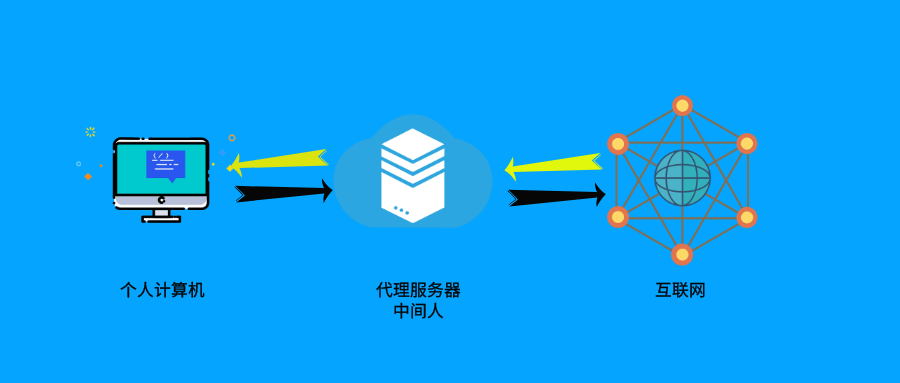 个人计算机
代理服务器
中间人
互联网